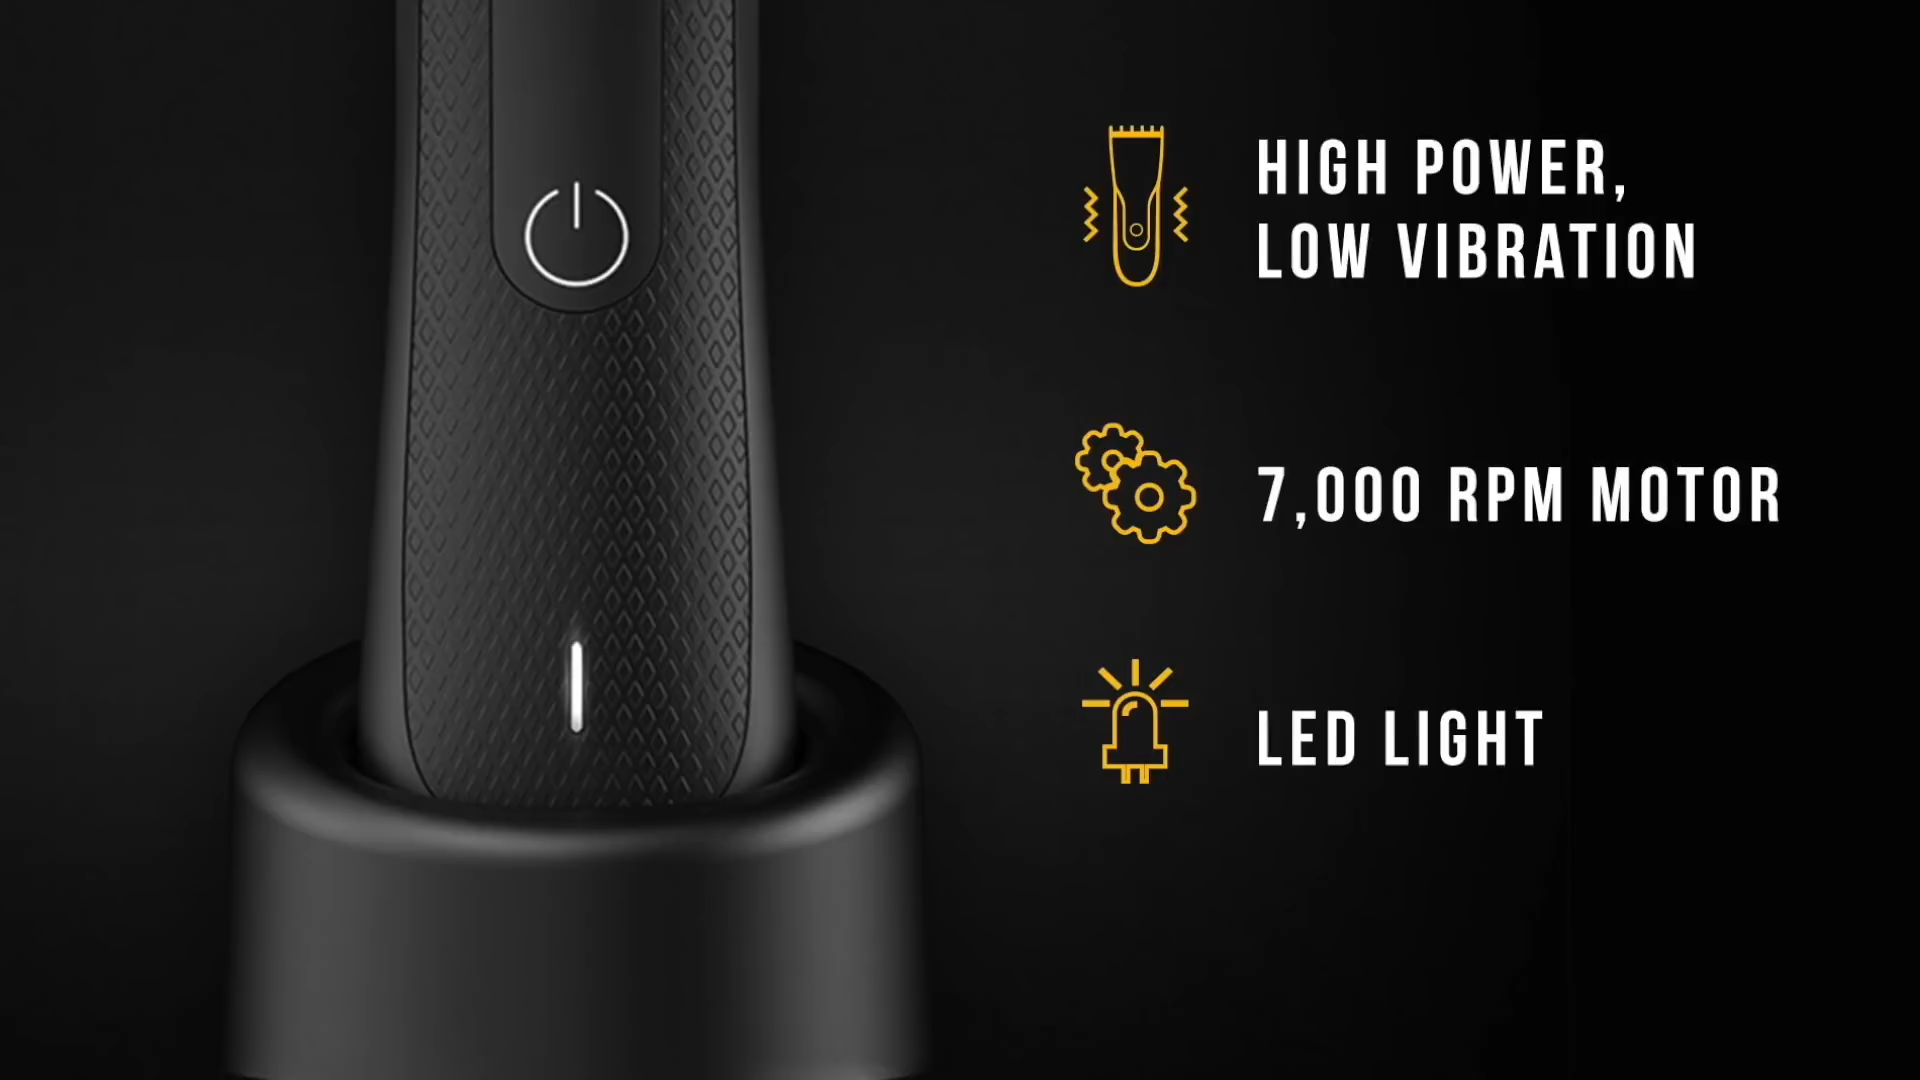 HIGH POWER,
LOW VIBRATION
7,000 RPM MOTOR
LED LIGHT